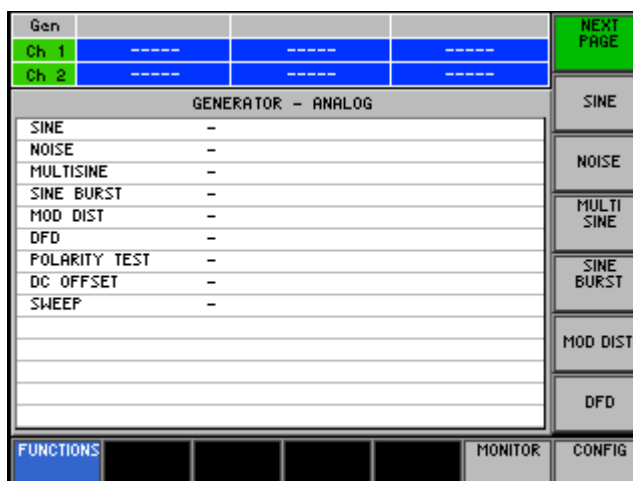 Gen
Ch 1 ----- ----- -----
Ch 2 ----- ----- -----
GENERATOR - ANALOG
SINE -
NOISE -
MULTISINE -
SINE BURST -
MOD DIST -
DFD -
POLARITY TEST -
DC OFFSET -
SWEEP -
NEXT
PAGE
SINE
NOISE
MULTI
SINE
SINE
BURST
MOD DIST
DFD
FUNCTIONS MONITOR CONFIG